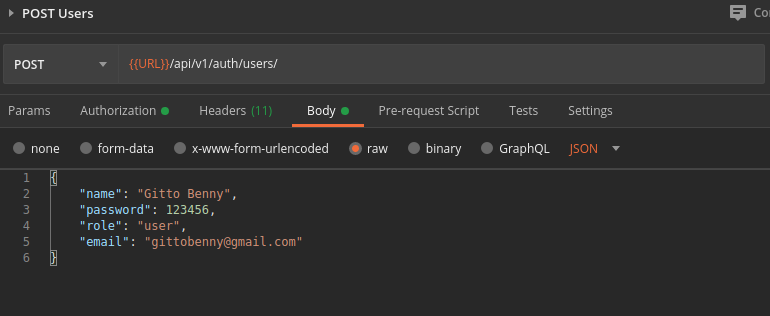 POST Users
Co
POST {{URL}}/api/v1/auth/users/
Params Authorization Headers (11) Body Pre-request Script Tests Settings
none form-data x-www-form-urlencoded raw binary GraphQL JSON
1 {
2 "name": "Gitto Benny",
3 "password": 123456,
4 "role": "user",
5 "email": "gittobenny@gmail.com"
6 }